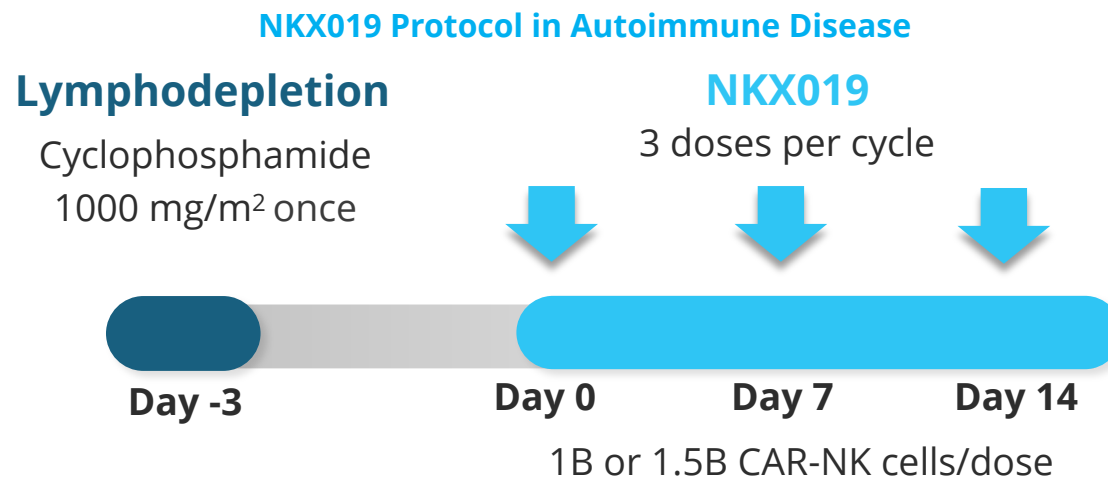 NKX019 Protocol in Autoimmune Disease
Lymphodepletion
Cyclophosphamide
1000 mg/m² once
NKX019
3 doses per cycle
Day -3
Day 0
Day 7
Day 14
1B or 1.5B CAR-NK cells/dose